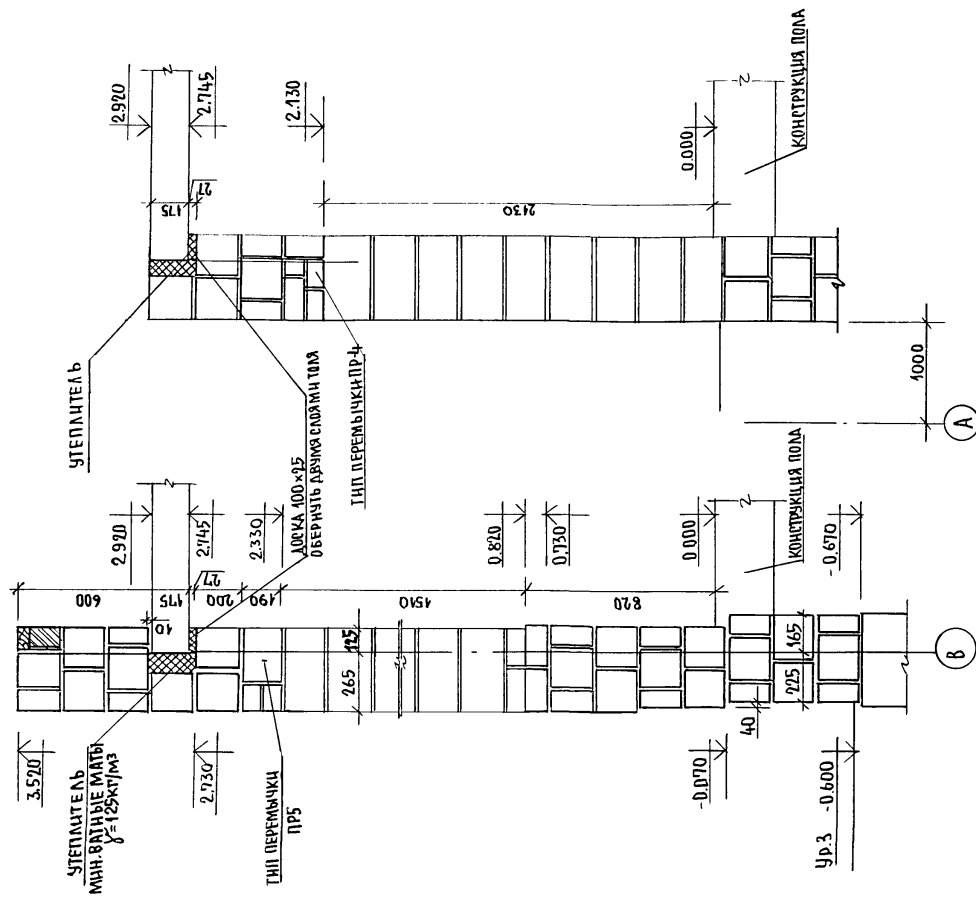 2.920
2.745
2.130
0.000
КОНСТРУКЦИЯ ПОЛА
175
27
2130
УТЕПЛИТЕЛЬ
ТИП ПЕРЕМЫЧКИ ПР-4
1000
А
ДОСКА 100×25
ОБЕРНУТЬ ДВУМЯ СЛОЯМИ ТОЛЯ
2.920
2.745
2.330
0.820
0.730
0.000
КОНСТРУКЦИЯ ПОЛА
-0.670
600
10
175
27
200
190
1510
820
265
125
40
225
165
3.520
УТЕПЛИТЕЛЬ
МИН.ВАТНЫЕ МАТЫ
γ=125КГ/М3
2.730
ТИП ПЕРЕМЫЧКИ
ПР5
-0.070
УР.З -0.600
В